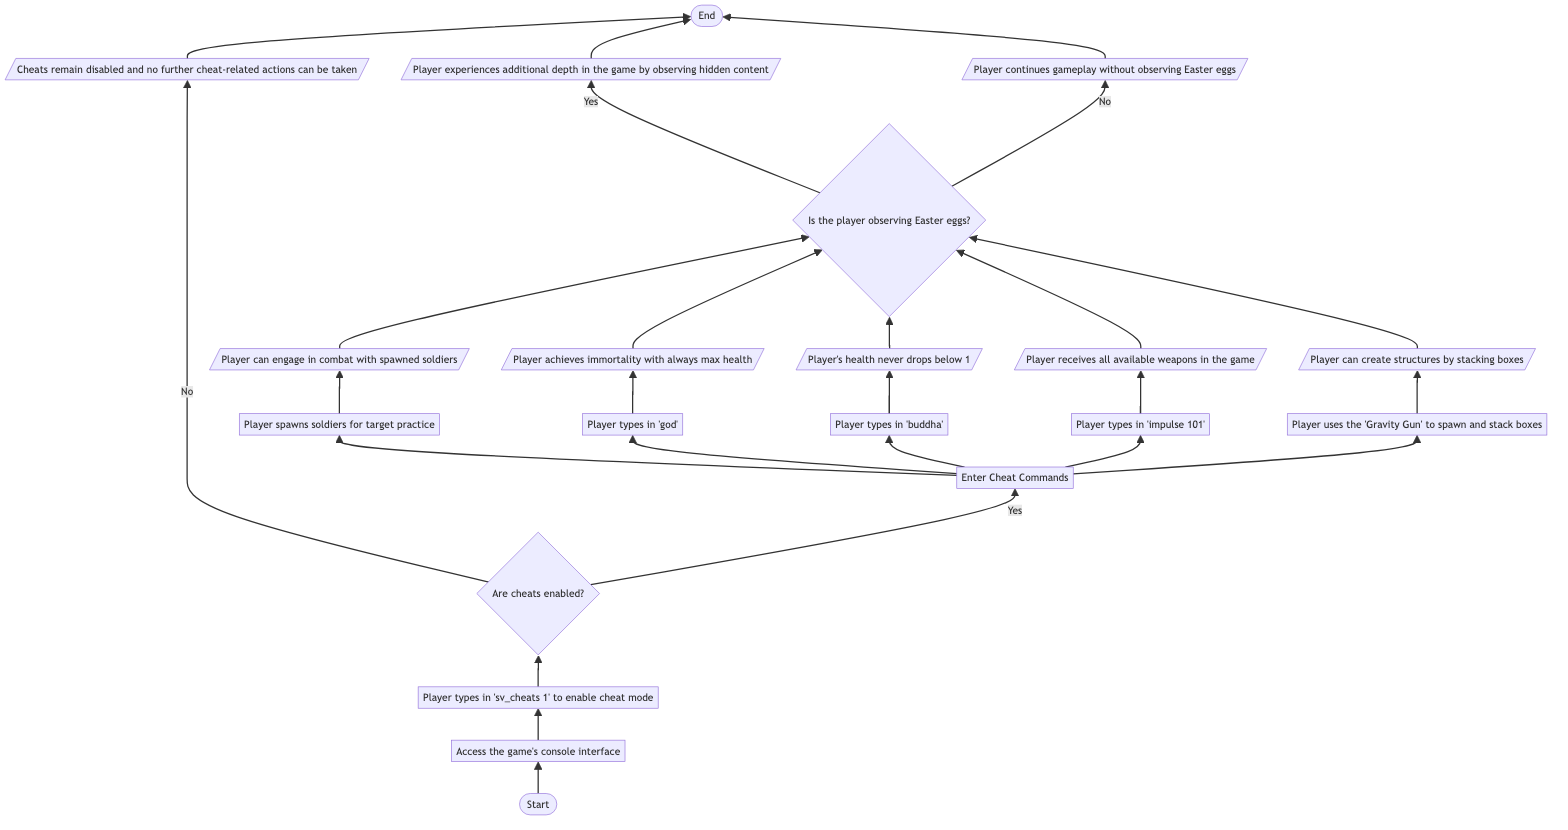 End
Cheats remain disabled and no further cheat-related actions can be taken
Player experiences additional depth in the game by observing hidden content
Player continues gameplay without observing Easter eggs
Yes
No
Is the player observing Easter eggs?
Player can engage in combat with spawned soldiers
Player achieves immortality with always max health
Player's health never drops below 1
Player receives all available weapons in the game
Player can create structures by stacking boxes
No
Player spawns soldiers for target practice
Player types in 'god'
Player types in 'buddha'
Player types in 'impulse 101'
Player uses the 'Gravity Gun' to spawn and stack boxes
Enter Cheat Commands
Yes
Are cheats enabled?
Player types in 'sv_cheats 1' to enable cheat mode
Access the game's console interface
Start